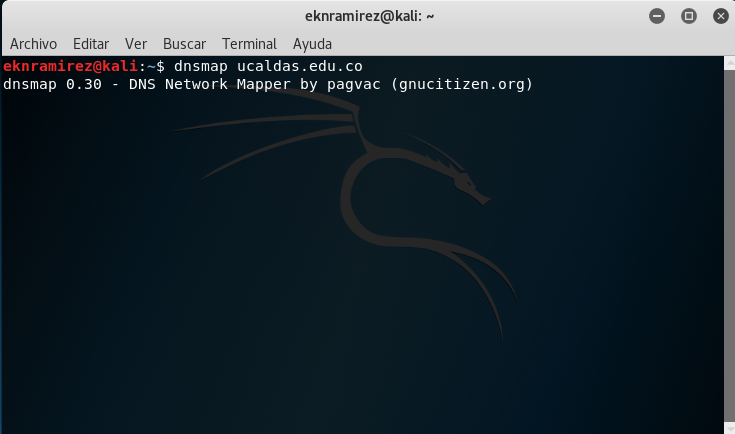 eknramirez@kali: ~
Archivo Editar Ver Buscar Terminal Ayuda
eknramirez@kali:~$ dnsmap ucaldas.edu.co
dnsmap 0.30 - DNS Network Mapper by pagvac (gnucitizen.org)